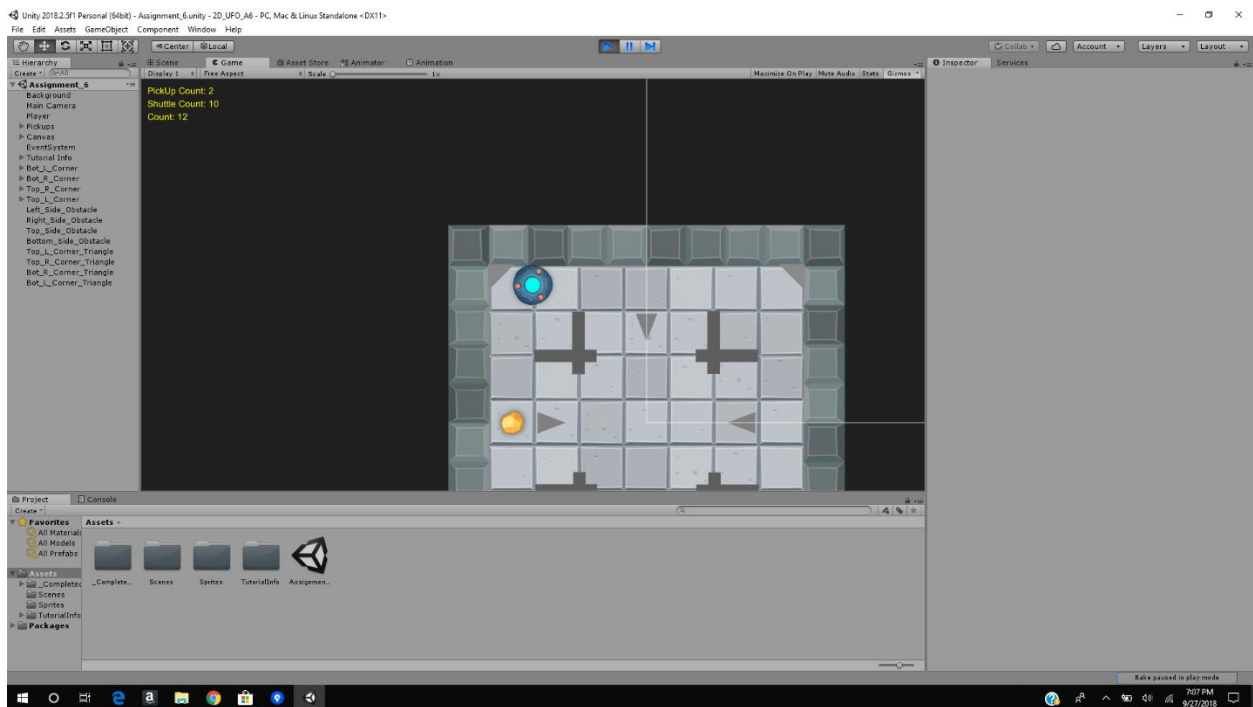 Unity 2018.2.5f1 Personal (64bit) - Assignment_6.unity - 2D_UFO_A6 - PC, Mac & Linux Standalone <DX11>
File Edit Assets GameObject Component Window Help
Center Local Collab Account Layers Layout
Hierarchy Scene Game Asset Store Animator Animation Inspector Services
Create All Display 1 Free Aspect Scale 1x Maximize On Play Mute Audio Stats Gizmos
Assignment_6
Background
Main Camera
Player
Pickups
Canvas
EventSystem
Tutorial Info
Bot_L_Corner
Bot_R_Corner
Top_R_Corner
Top_L_Corner
Left_Side_Obstacle
Right_Side_Obstacle
Top_Side_Obstacle
Bottom_Side_Obstacle
Top_L_Corner_Triangle
Top_R_Corner_Triangle
Bot_R_Corner_Triangle
Bot_L_Corner_Triangle
PickUp Count: 2
Shuttle Count: 10
Count: 12
Project Console
Create
Favorites
All Materials
All Models
All Prefabs
Assets
_Completed
Scenes
Sprites
TutorialInfo
Packages
Assets
_Complete... Scenes Sprites TutorialInfo Assignmen...
Bake paused in play mode
7:07 PM
9/27/2018